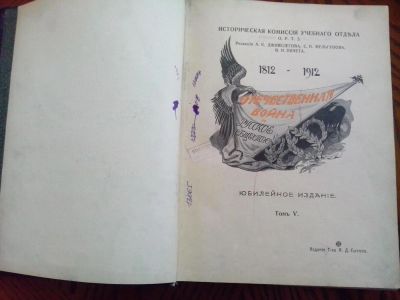 ИСТОРИЧЕСКАЯ КОМИССІЯ УЧЕБНАГО ОТДѢЛА
О. Р. Т. З.
Редакція А. К. ДЖИВЕЛЕГОВА, С. П. МЕЛЬГУНОВА,
В. И. ПИЧЕТА.
1812 - 1912
ОТЕЧЕСТВЕННАЯ
ВОЙНА
И
РУССКОЕ
ОБЩЕСТВО
ЮБИЛЕЙНОЕ ИЗДАНІЕ.
Томъ V.
Изданіе Т-ва И. Д. Сытина.